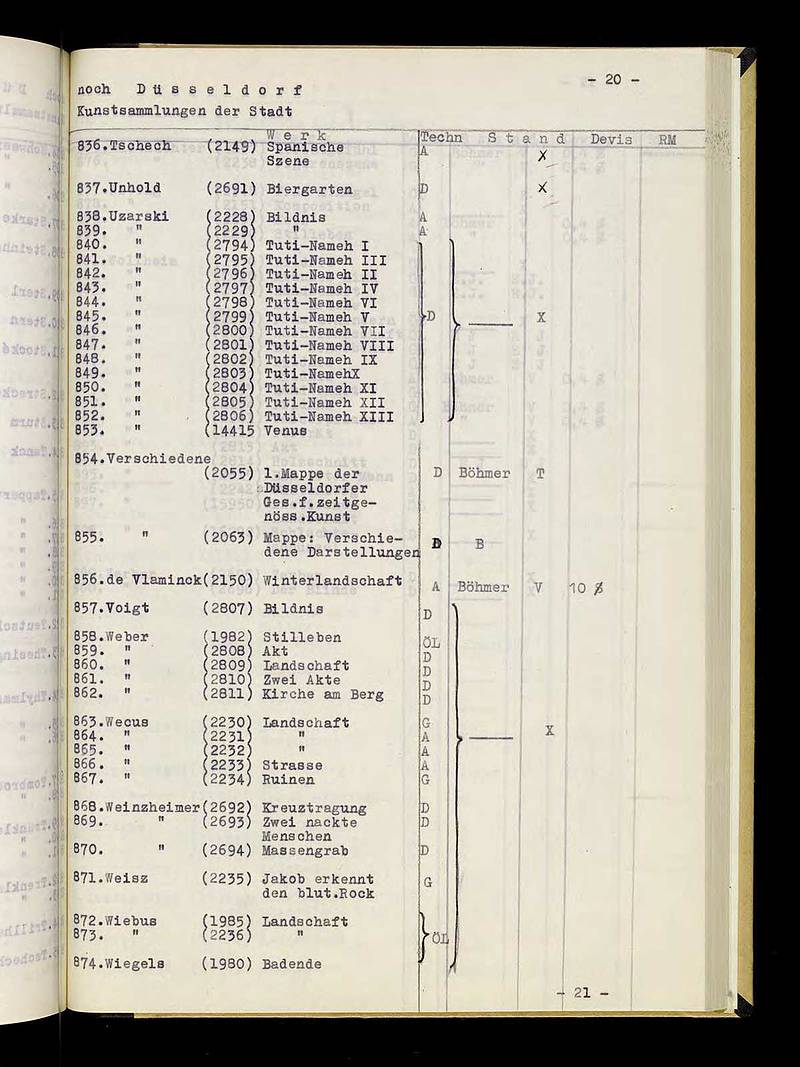 - 20 -
noch D ü s s e l d o r f
Kunstsammlungen der Stadt
W e r k Techn S t a n d Devis RM
836.Tschech (2149) Spanische A X
Szene
837.Unhold (2691) Biergarten D X
838.Uzarski (2228) Bildnis A
839. " (2229) " A
840. " (2794) Tuti-Nameh I
841. " (2795) Tuti-Nameh III
842. " (2796) Tuti-Nameh II
843. " (2797) Tuti-Nameh IV
844. " (2798) Tuti-Nameh VI
845. " (2799) Tuti-Nameh V D X
846. " (2800) Tuti-Nameh VII
847. " (2801) Tuti-Nameh VIII
848. " (2802) Tuti-Nameh IX
849. " (2803) Tuti-NamehX
850. " (2804) Tuti-Nameh XI
851. " (2805) Tuti-Nameh XII
852. " (2806) Tuti-Nameh XIII
853. " (14415 Venus
854.Verschiedene
(2055) 1.Mappe der D Böhmer T
Düsseldorfer
Ges.f.zeitge-
nöss.Kunst
855. " (2063) Mappe: Verschie- D B
dene Darstellungen
856.de Vlaminck(2150) Winterlandschaft A Böhmer V 10 $
857.Voigt (2807) Bildnis D
858.Weber (1982) Stilleben ÖL
859. " (2808) Akt D
860. " (2809) Landschaft D
861. " (2810) Zwei Akte D
862. " (2811) Kirche am Berg D
863.Wecus (2230) Landschaft G X
864. " (2231) " A
865. " (2232) " A
866. " (2233) Strasse A
867. " (2234) Ruinen G
868.Weinzheimer(2692) Kreuztragung D
869. " (2693) Zwei nackte D
Menschen
870. " (2694) Massengrab D
871.Weisz (2235) Jakob erkennt G
den blut.Rock
872.Wiebus (1985) Landschaft
873. " (2236) " ÖL
874.Wiegels (1980) Badende
- 21 -